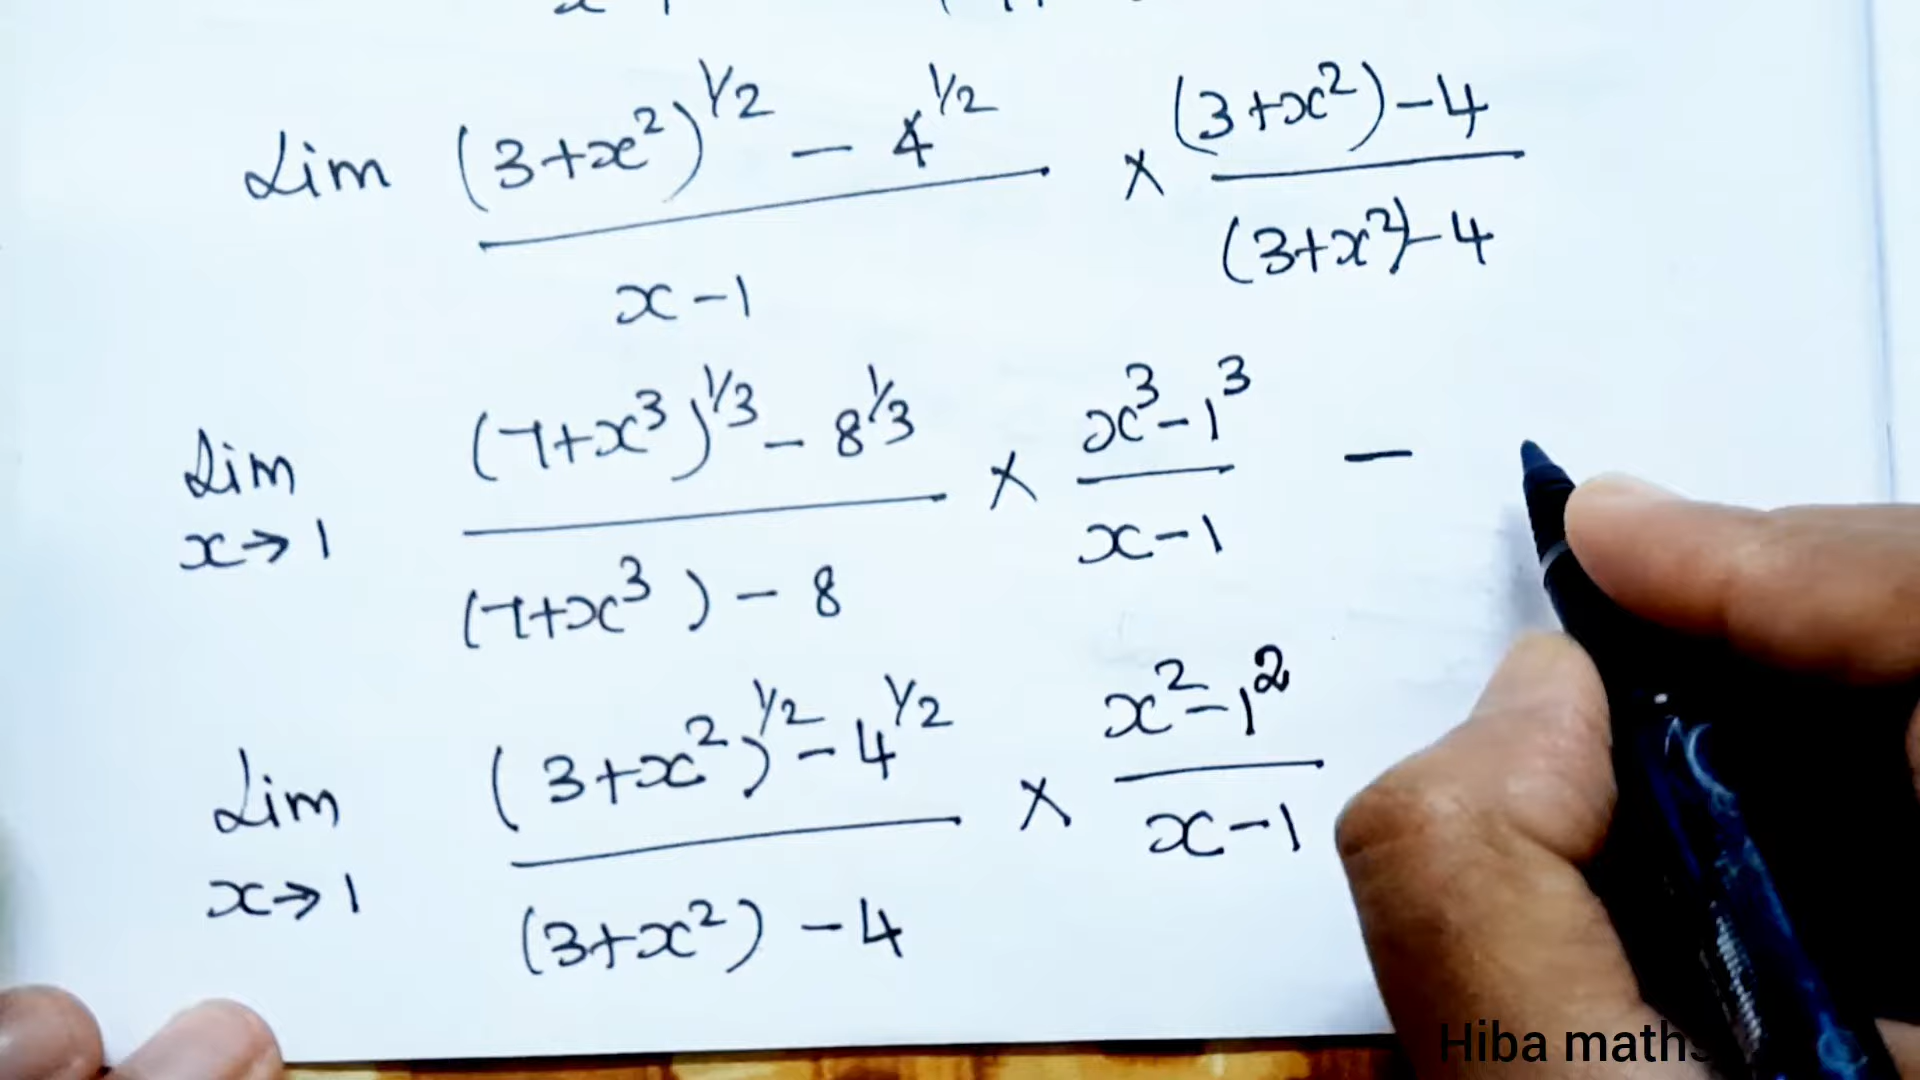 Lim (3+x²)^1/2 - 4^1/2 / x-1 × (3+x²)-4 / (3+x²)-4
Lim x→1 (7+x³)^1/3 - 8^1/3 / (7+x³) - 8 × x³-1³ / x-1 -
Lim x→1 (3+x²)^1/2 - 4^1/2 / (3+x²) - 4 × x²-1² / x-1
Hiba maths